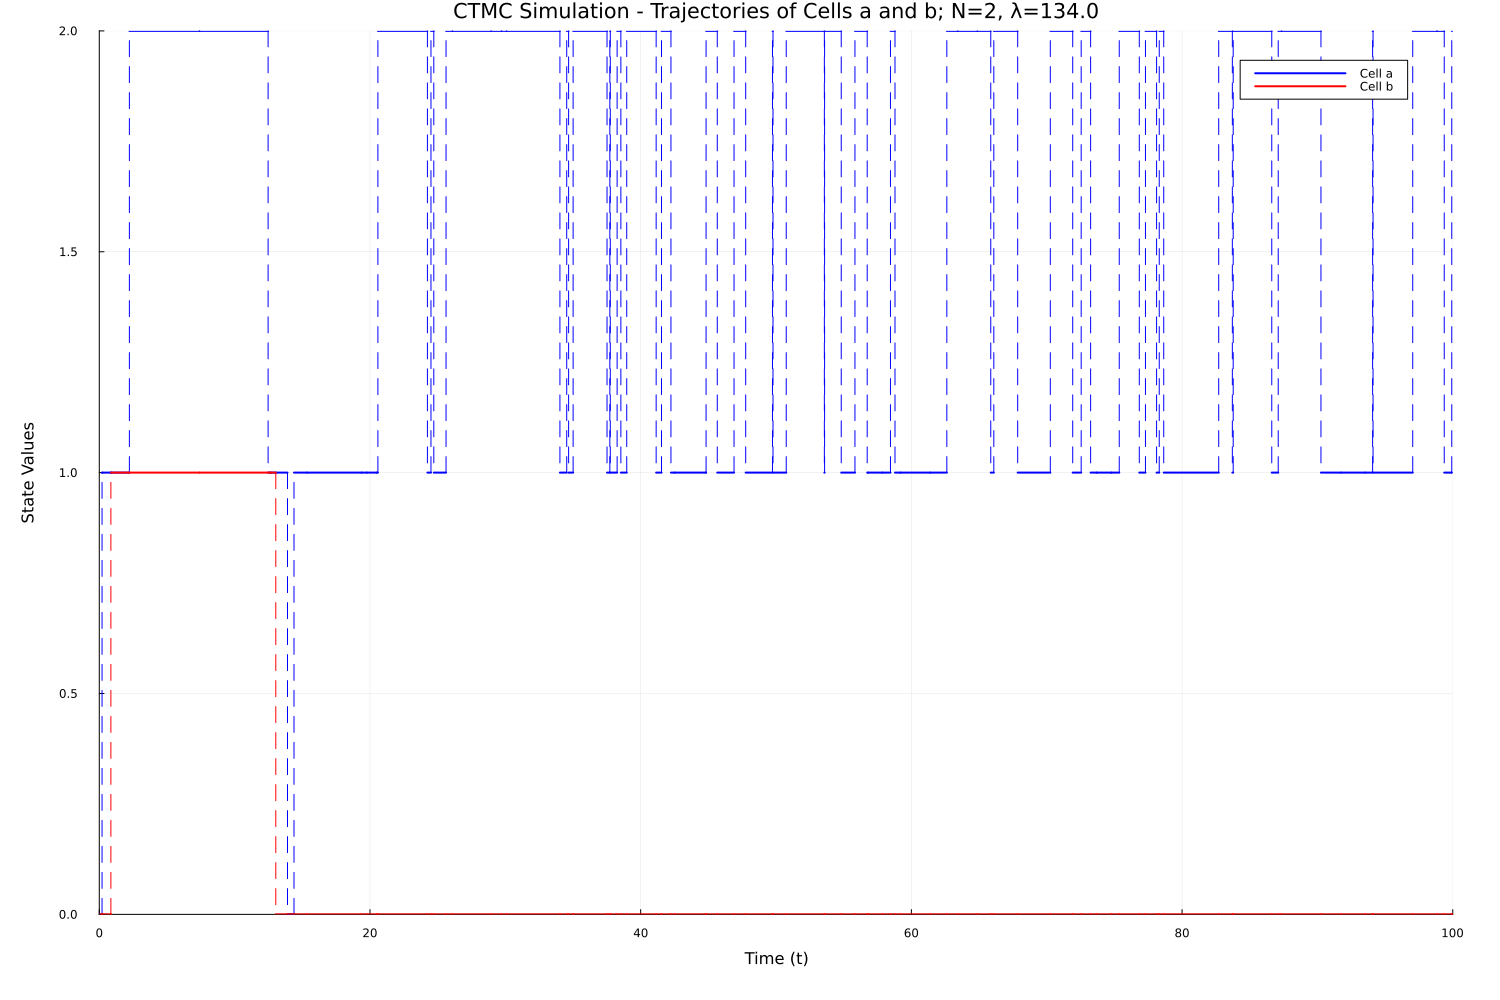 CTMC Simulation - Trajectories of Cells a and b; N=2, λ=134.0
2.0
Cell a
Cell b
1.5
1.0
State Values
0.5
0.0
0 20 40 60 80 100
Time (t)